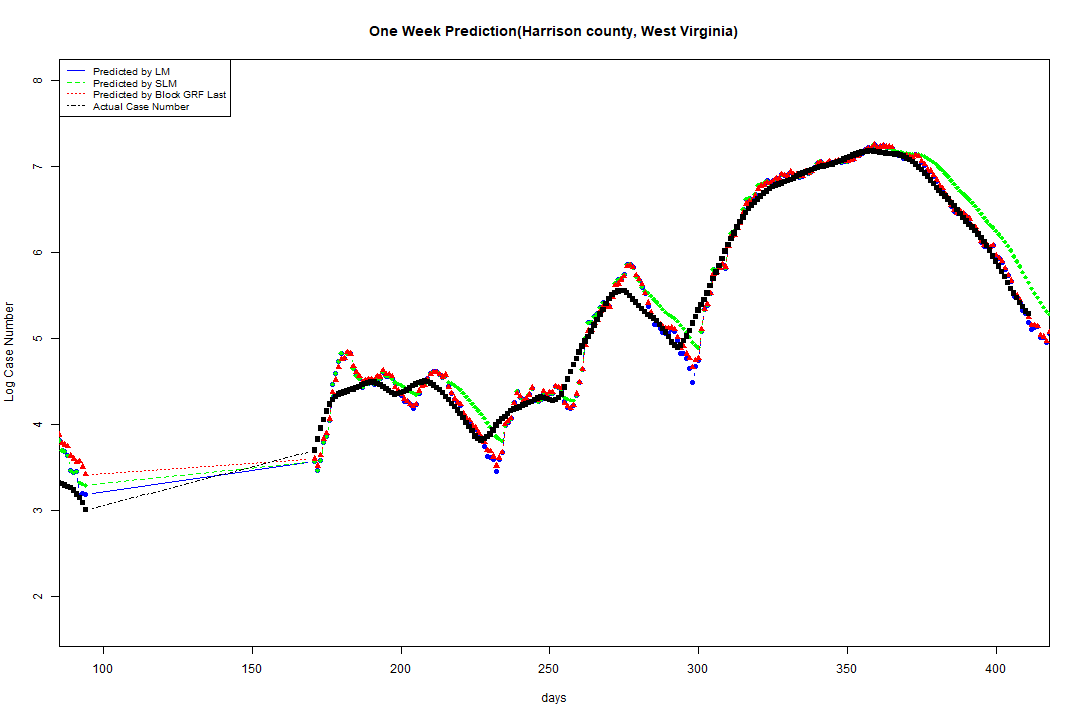 One Week Prediction(Harrison county, West Virginia)
Predicted by LM
Predicted by SLM
Predicted by Block GRF Last
Actual Case Number
Log Case Number
8
7
6
5
4
3
2
100 150 200 250 300 350 400
days